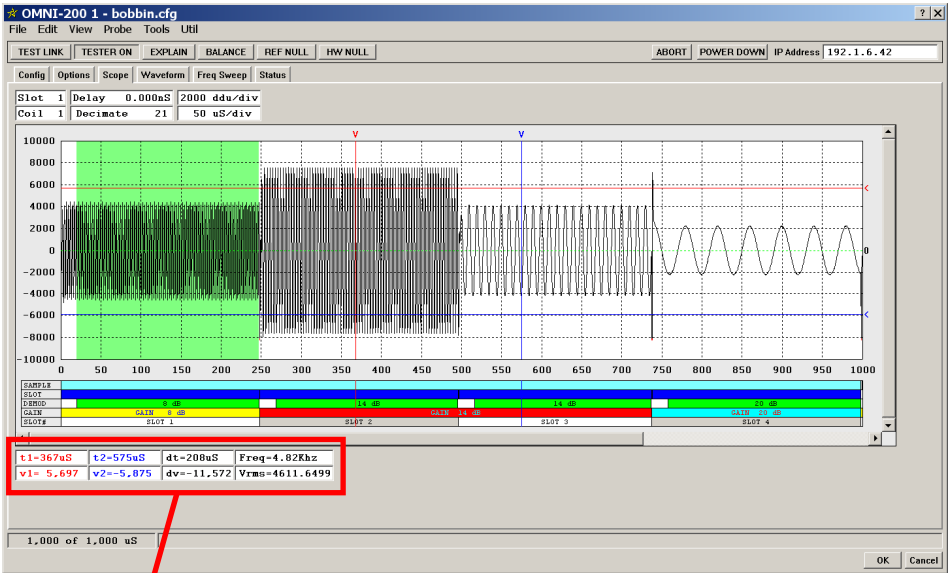 OMNI-200 1 - bobbin.cfg
? X
File Edit View Probe Tools Util
TEST LINK TESTER ON EXPLAIN BALANCE REF NULL HW NULL ABORT POWER DOWN IP Address 192.1.6.42
Config Options Scope Waveform Freq Sweep Status
Slot 1 Delay 0.000nS 2000 ddu/div
Coil 1 Decimate 21 50 uS/div
V V
10000
8000
6000
4000
2000
0 0
-2000
-4000
-6000
-8000
-10000
0 50 100 150 200 250 300 350 400 450 500 550 600 650 700 750 800 850 900 950 1000
SAMPLE
SLOT
DEMOD 8 dB 14 dB 14 dB 20 dB
GAIN GAIN 8 dB GAIN 14 dB GAIN 20 dB
SLOT# SLOT 1 SLOT 2 SLOT 3 SLOT 4
t1=367uS t2=575uS dt=208uS Freq=4.82Khz
v1= 5,697 v2=-5,875 dv=-11,572 Vrms=4611.6499
1,000 of 1,000 uS
OK Cancel